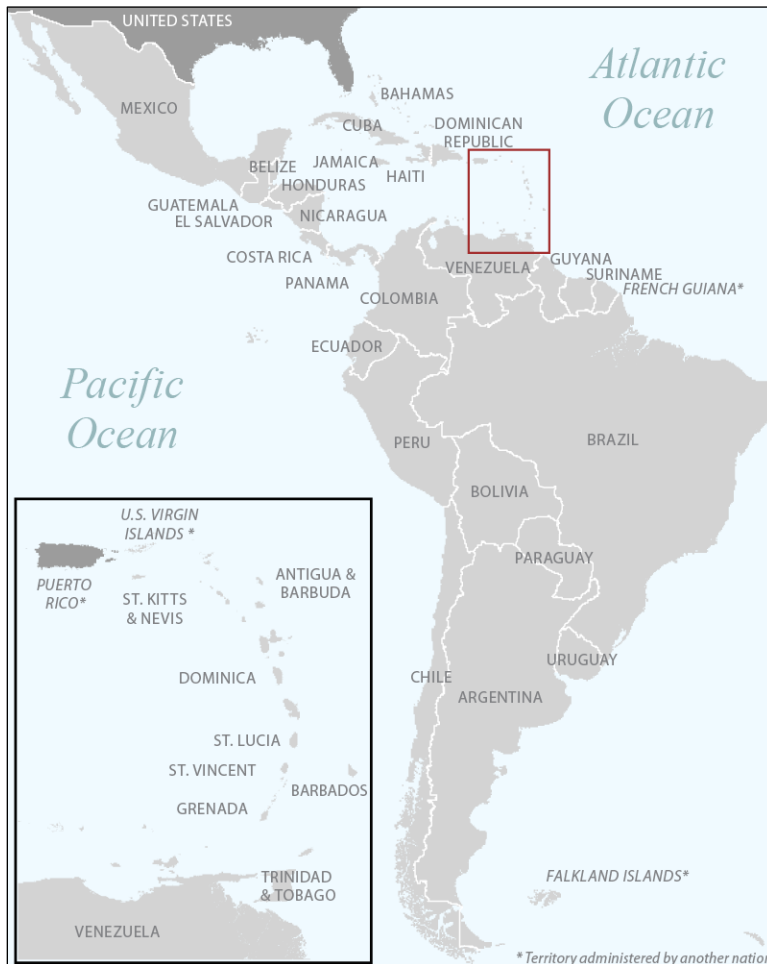 UNITED STATES
Atlantic
Ocean
BAHAMAS
MEXICO
CUBA
DOMINICAN
REPUBLIC
BELIZE
JAMAICA
HAITI
HONDURAS
GUATEMALA
EL SALVADOR
NICARAGUA
COSTA RICA
PANAMA
VENEZUELA
GUYANA
SURINAME
FRENCH GUIANA*
COLOMBIA
ECUADOR
Pacific
Ocean
PERU
BRAZIL
BOLIVIA
PARAGUAY
CHILE
URUGUAY
ARGENTINA
FALKLAND ISLANDS*
U.S. VIRGIN
ISLANDS *
PUERTO
RICO*
ST. KITTS
& NEVIS
ANTIGUA &
BARBUDA
DOMINICA
ST. LUCIA
ST. VINCENT
BARBADOS
GRENADA
TRINIDAD
& TOBAGO
VENEZUELA
* Territory administered by another nation